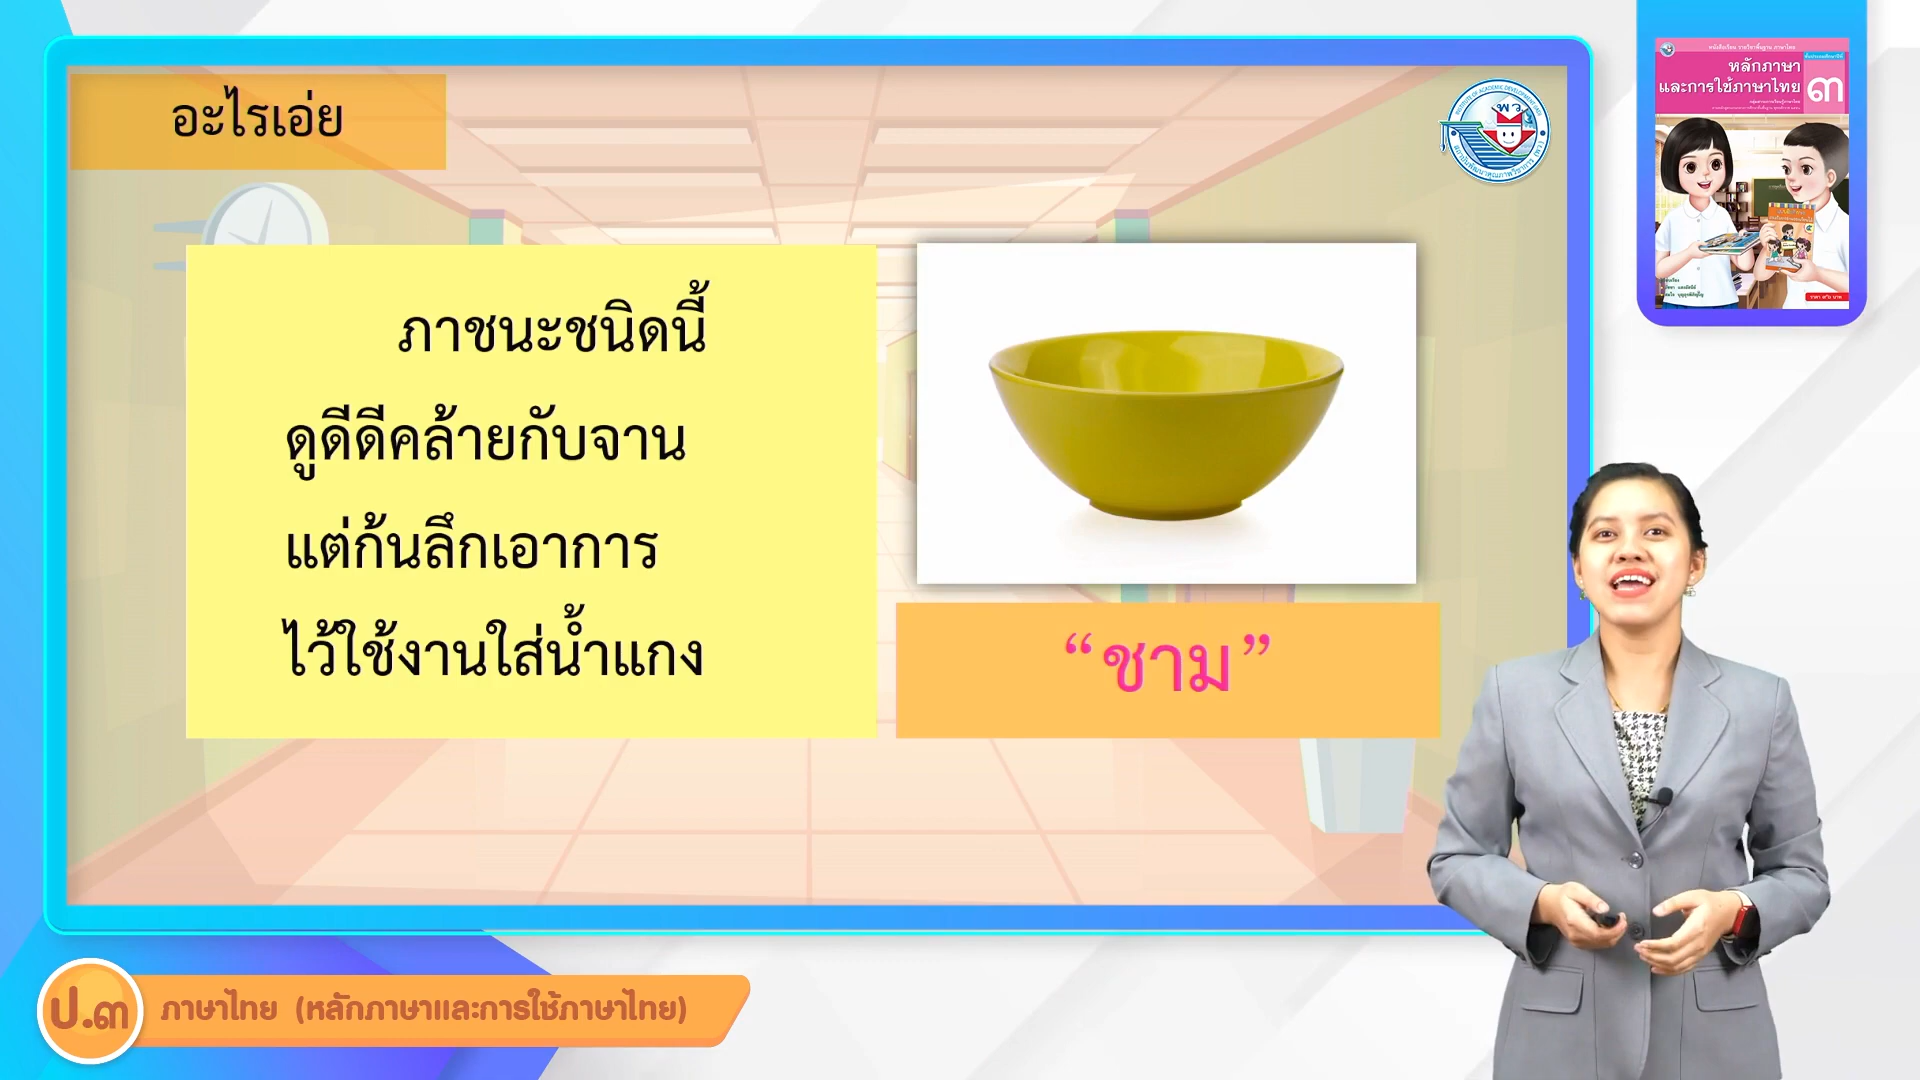 อะไรเอ่ย
ภาชนะชนิดนี้
ดูดีดีคล้ายกับจาน
แต่ก้นลึกเอาการ
ไว้ใช้งานใส่น้ำแกง
“ชาม”
หลักภาษา
และการใช้ภาษาไทย ๓
พว.
ป.๓ ภาษาไทย (หลักภาษาและการใช้ภาษาไทย)